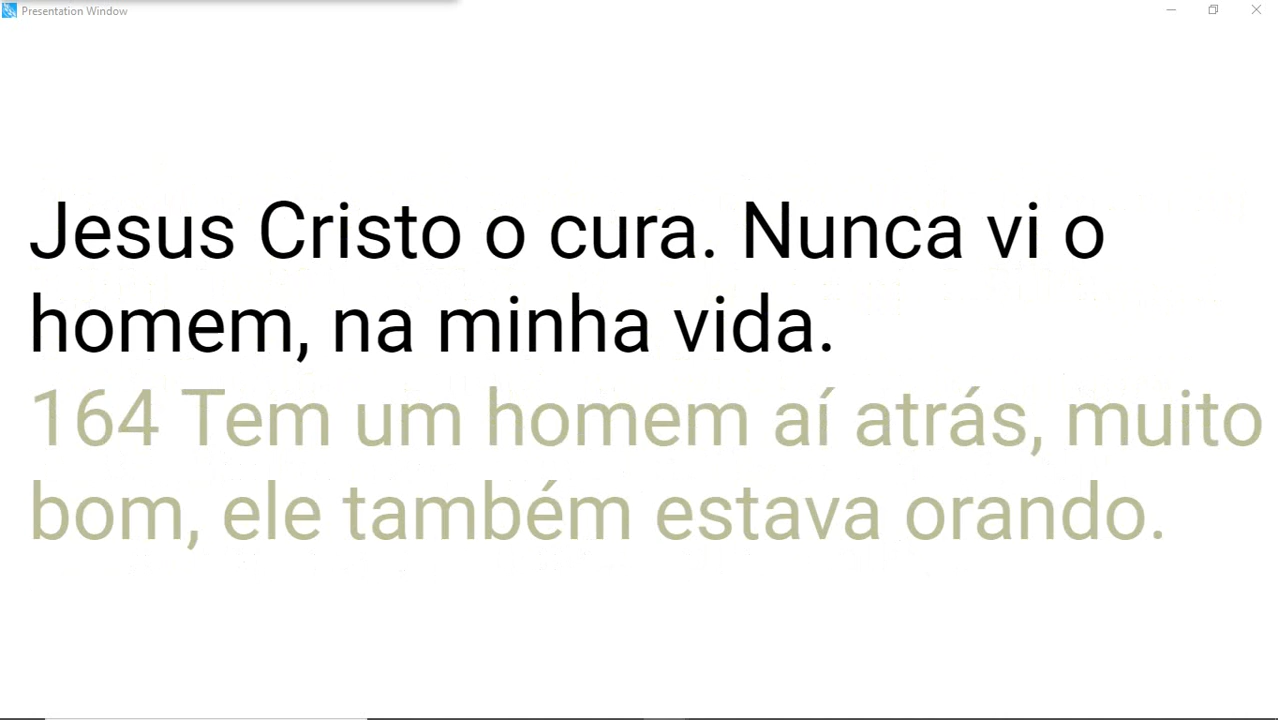 Presentation Window
Jesus Cristo o cura. Nunca vi o
homem, na minha vida.
164 Tem um homem aí atrás, muito
bom, ele também estava orando.